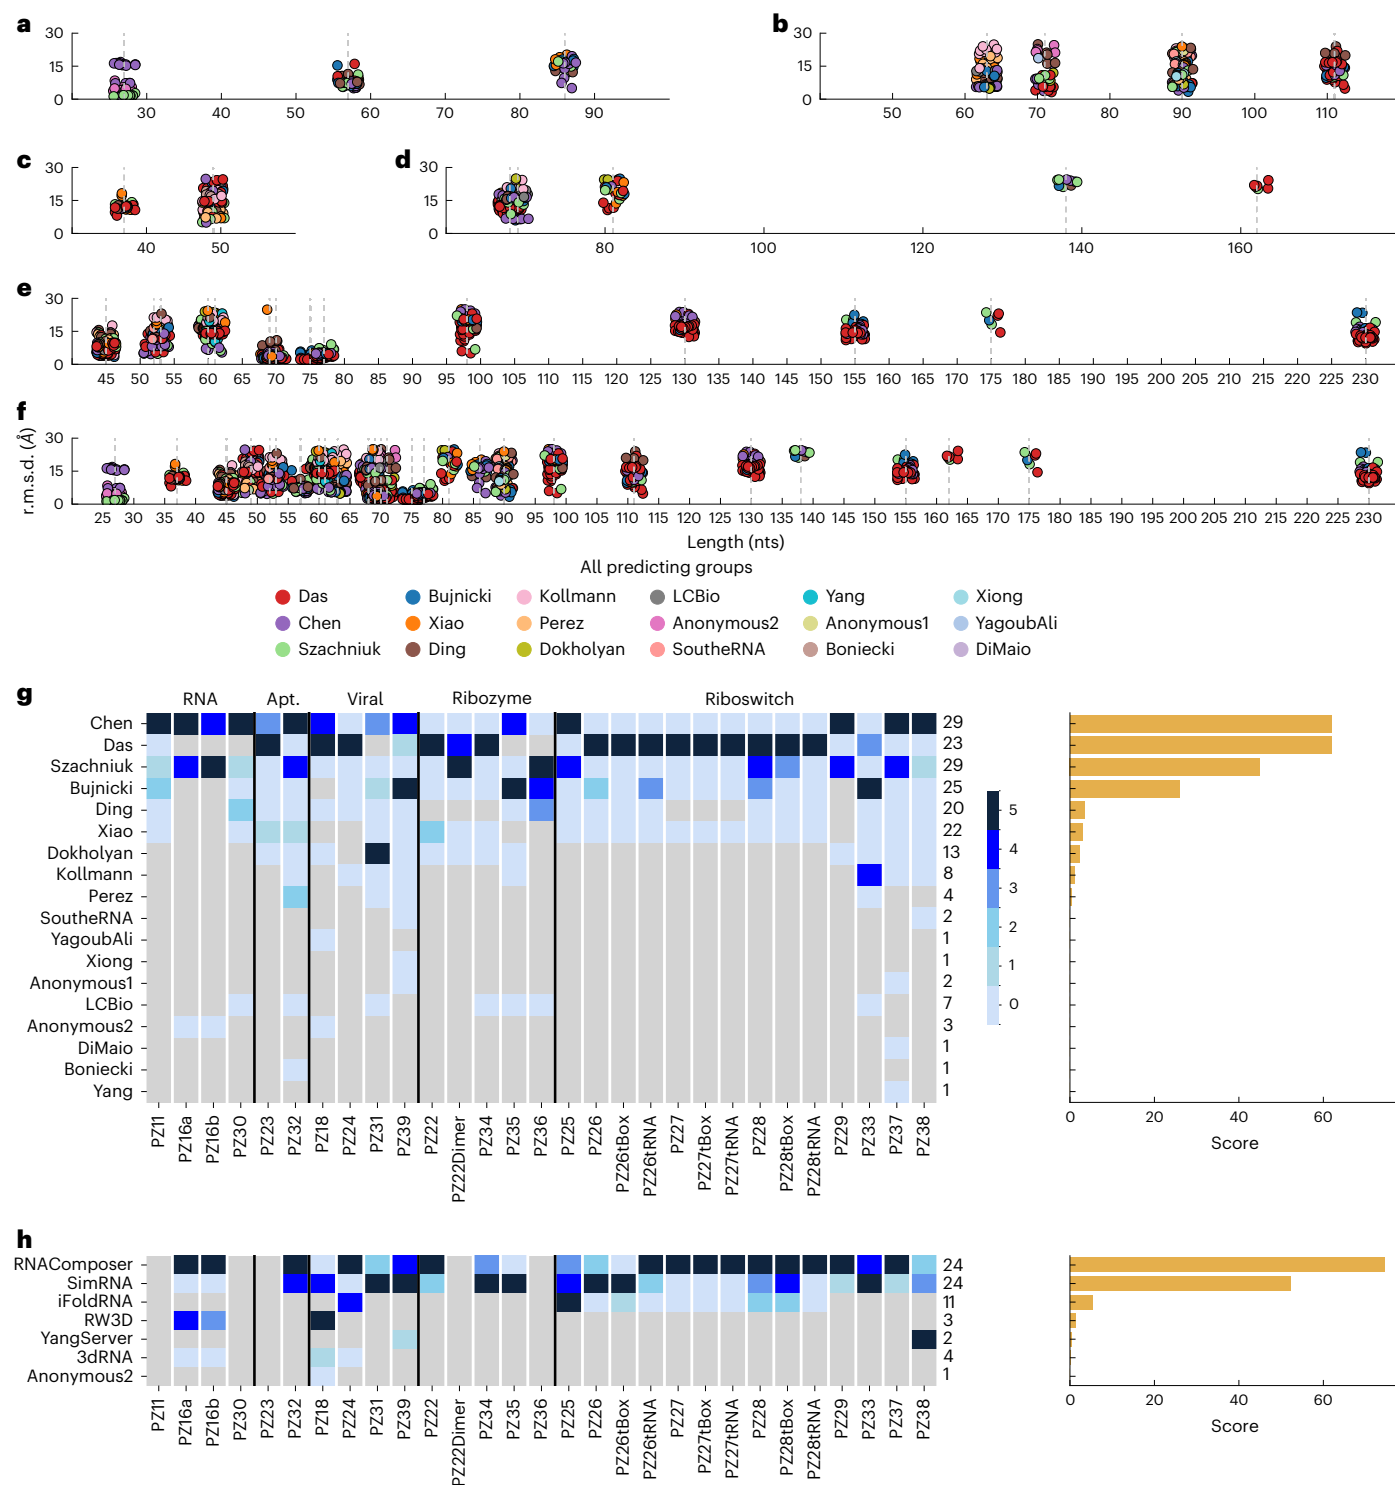 a
b
30
15
0
30 40 50 60 70 80 90
30
15
0
50 60 70 80 90 100 110
c
d
30
15
0
40 50
30
15
0
80 100 120 140 160
e
30
15
0
45 50 55 60 65 70 75 80 85 90 95 100 105 110 115 120 125 130 135 140 145 150 155 160 165 170 175 180 185 190 195 200 205 210 215 220 225 230
f
r.m.s.d. (Å)
30
15
0
25 30 35 40 45 50 55 60 65 70 75 80 85 90 95 100 105 110 115 120 125 130 135 140 145 150 155 160 165 170 175 180 185 190 195 200 205 210 215 220 225 230
Length (nts)
All predicting groups
Das Bujnicki Kollmann LCBio Yang Xiong
Chen Xiao Perez Anonymous2 Anonymous1 YagoubAli
Szachniuk Ding Dokholyan SoutheRNA Boniecki DiMaio
g
RNA Apt. Viral Ribozyme Riboswitch
Chen 29
Das 23
Szachniuk 29
Bujnicki 25
Ding 20
Xiao 22
Dokholyan 13
Kollmann 8
Perez 4
SoutheRNA 2
YagoubAli 1
Xiong 1
Anonymous1 2
LCBio 7
Anonymous2 3
DiMaio 1
Boniecki 1
Yang 1
5
4
3
2
1
0
PZ11 PZ16a PZ16b PZ30 PZ23 PZ32 PZ18 PZ24 PZ31 PZ39 PZ22 PZ22Dimer PZ34 PZ35 PZ36 PZ25 PZ26 PZ26tBox PZ26tRNA PZ27 PZ27tBox PZ27tRNA PZ28 PZ28tBox PZ28tRNA PZ29 PZ33 PZ37 PZ38
0 20 40 60
Score
h
RNAComposer 24
SimRNA 24
iFoldRNA 11
RW3D 3
YangServer 2
3dRNA 4
Anonymous2 1
PZ11 PZ16a PZ16b PZ30 PZ23 PZ32 PZ18 PZ24 PZ31 PZ39 PZ22 PZ22Dimer PZ34 PZ35 PZ36 PZ25 PZ26 PZ26tBox PZ26tRNA PZ27 PZ27tBox PZ27tRNA PZ28 PZ28tBox PZ28tRNA PZ29 PZ33 PZ37 PZ38
0 20 40 60
Score